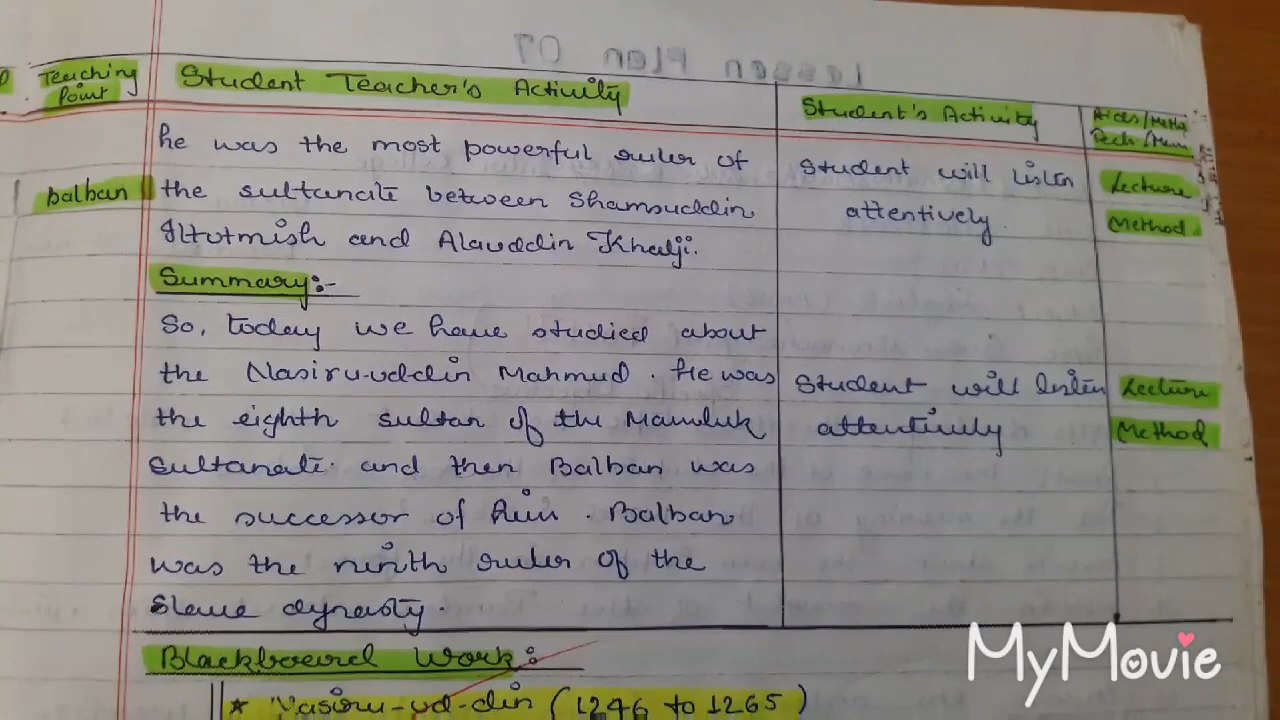 Lesson Plan 07
Teaching Point
Student Teacher's Activity
Student's Activity
Balban
he was the most powerful ruler of
the sultanate between Shamsuddin
Iltutmish and Alauddin Khalji.
Student will listen
attentively.
Lecture
Method
Summary:-
So, today we have studied about
the Nasiru-uddin Mahmud. He was
the eighth sultan of the Mamluk
Sultanate. and then Balban was
the successor of him. Balban
was the ninth ruler of the
Slave dynasty.
Student will listen
attentively
Lecture
Method
Blackboard Work:
* Nasiru-ud-din (1246 to 1265)
MyMovie